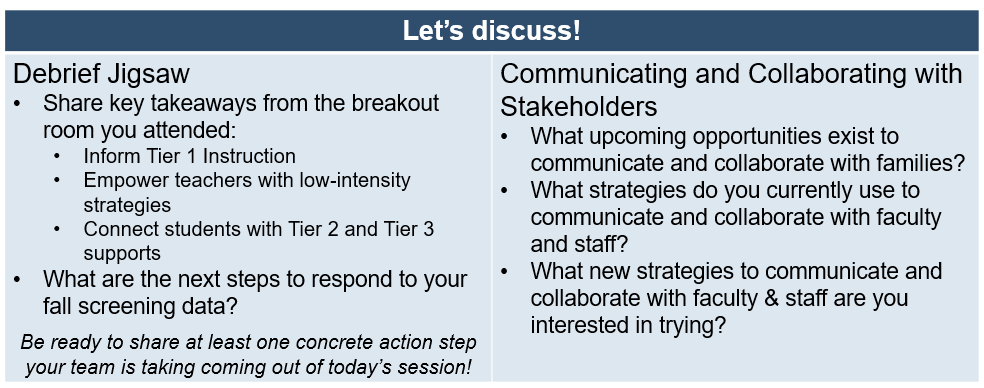 Let's discuss!
Debrief Jigsaw
• Share key takeaways from the breakout
room you attended:
• Inform Tier 1 Instruction
• Empower teachers with low-intensity
strategies
• Connect students with Tier 2 and Tier 3
supports
• What are the next steps to respond to your
fall screening data?
Be ready to share at least one concrete action step
your team is taking coming out of today's session!
Communicating and Collaborating with
Stakeholders
• What upcoming opportunities exist to
communicate and collaborate with families?
• What strategies do you currently use to
communicate and collaborate with faculty
and staff?
• What new strategies to communicate and
collaborate with faculty & staff are you
interested in trying?